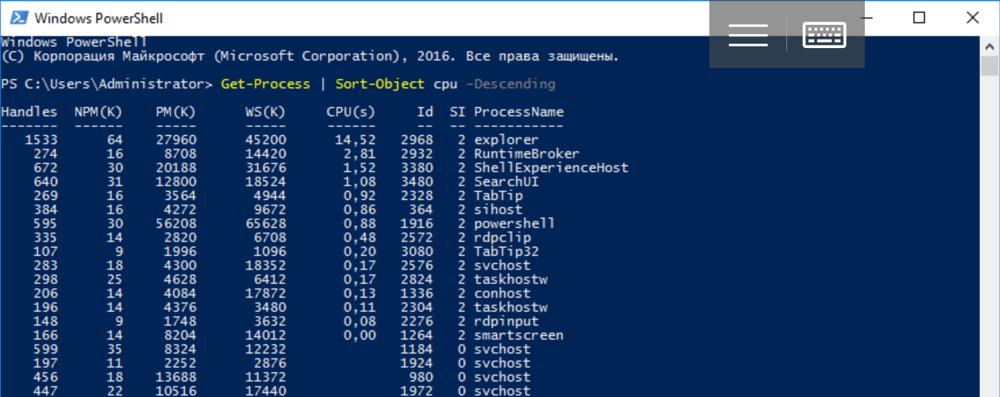 Windows PowerShell
Windows PowerShell
(C) Корпорация Майкрософт (Microsoft Corporation), 2016. Все права защищены.
PS C:\Users\Administrator> Get-Process | Sort-Object cpu -Descending
Handles NPM(K) PM(K) WS(K) CPU(s) Id SI ProcessName
------- ------ ----- ----- ------ -- -- -----------
1533 64 27960 45200 14,52 2968 2 explorer
274 16 8708 14420 2,81 2932 2 RuntimeBroker
672 30 20188 31676 1,52 3380 2 ShellExperienceHost
640 31 12800 18524 1,08 3480 2 SearchUI
269 16 3564 4944 0,92 2328 2 TabTip
384 16 4272 9672 0,86 364 2 sihost
595 30 56208 65628 0,88 1916 2 powershell
335 14 2820 6708 0,48 2572 2 rdpclip
107 9 1996 1096 0,20 3080 2 TabTip32
283 18 4300 18352 0,17 2576 2 svchost
298 25 4628 6412 0,17 2824 2 taskhostw
206 14 4084 17872 0,13 1336 2 conhost
196 14 4376 3480 0,11 2304 2 taskhostw
148 9 1748 3632 0,08 2276 2 rdpinput
166 14 8204 14012 0,00 1264 2 smartscreen
599 35 8324 12232 1184 0 svchost
197 11 2252 2876 1924 0 svchost
456 18 13688 11372 980 0 svchost
447 22 10516 17440 1972 0 svchost